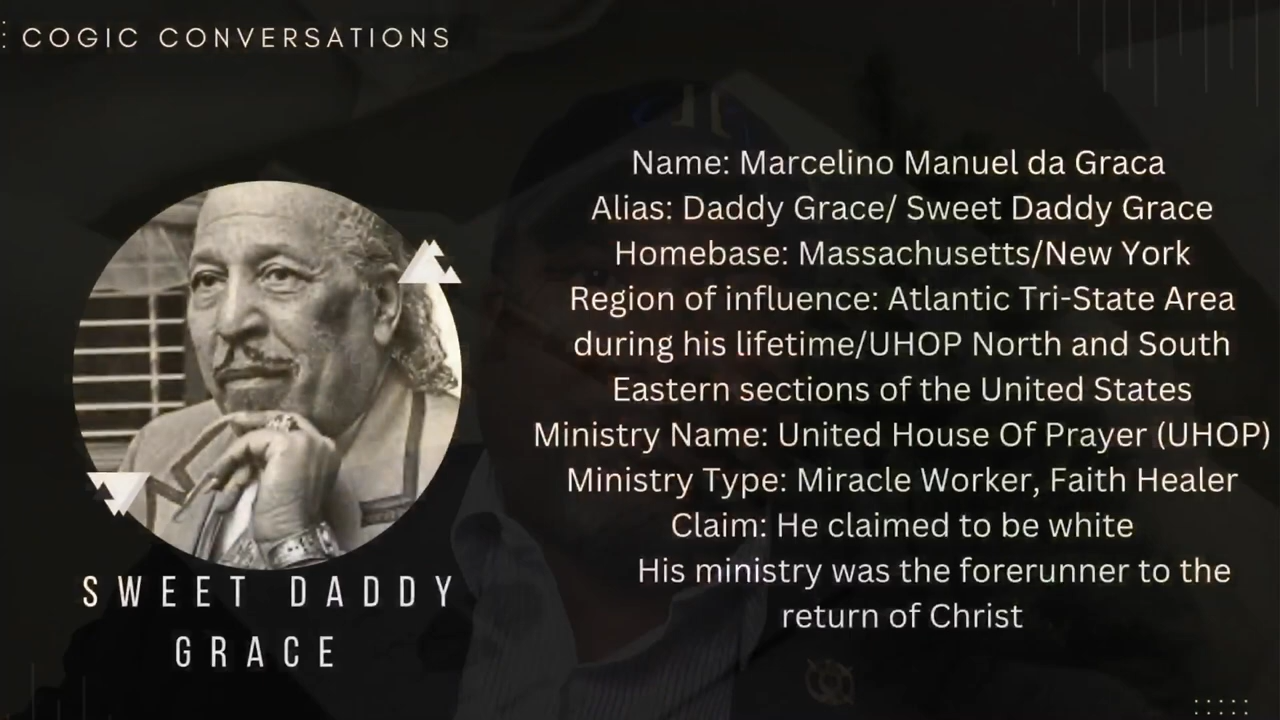 COGIC CONVERSATIONS
Name: Marcelino Manuel da Graca
Alias: Daddy Grace/ Sweet Daddy Grace
Homebase: Massachusetts/New York
Region of influence: Atlantic Tri-State Area
during his lifetime/UHOP North and South
Eastern sections of the United States
Ministry Name: United House Of Prayer (UHOP)
Ministry Type: Miracle Worker, Faith Healer
Claim: He claimed to be white
His ministry was the forerunner to the
return of Christ
SWEET DADDY
GRACE